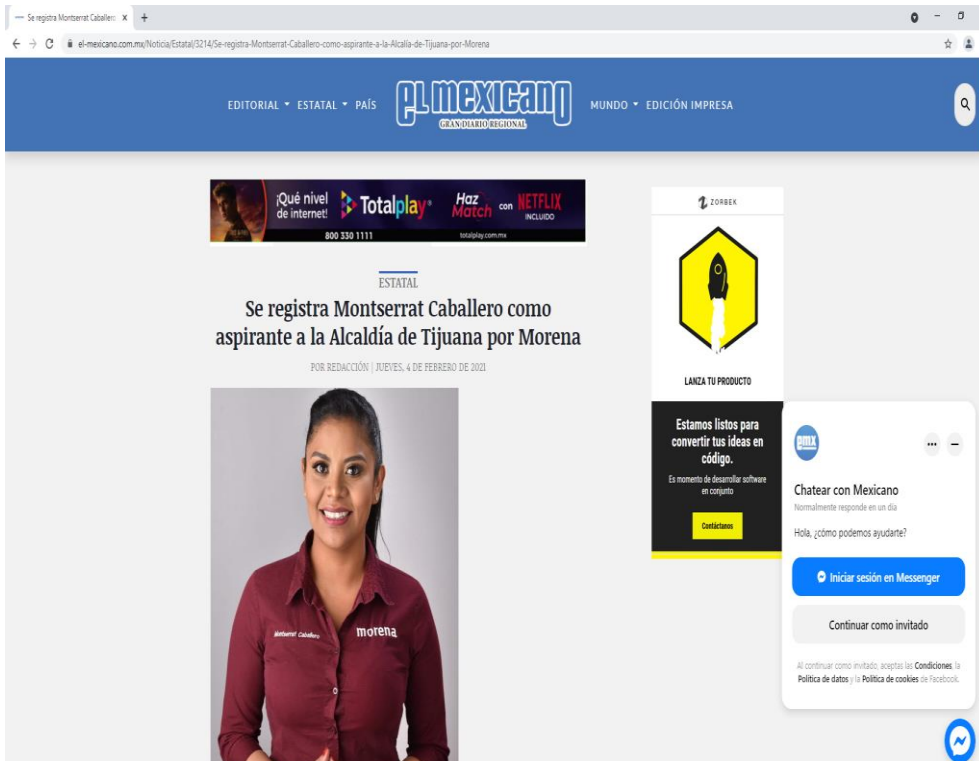 Se registra Montserrat Caballero
el-mexicano.com.mx/Noticia/Estatal/3214/Se-registra-Montserrat-Caballero-como-aspirante-a-la-Alcaldía-de-Tijuana-por-Morena
EDITORIAL ESTATAL PAÍS
EL MEXICANO
GRAN DIARIO REGIONAL
MUNDO EDICIÓN IMPRESA
¡Qué nivel
de internet!
Totalplay
Haz
Match
con
NETFLIX
INCLUIDO
800 330 1111
totalplay.com.mx
ESTATAL
Se registra Montserrat Caballero como
aspirante a la Alcaldía de Tijuana por Morena
POR REDACCIÓN | JUEVES, 4 DE FEBRERO DE 2021
Montserrat Caballero
morena
ZORBEK
LANZA TU PRODUCTO
Estamos listos para
convertir tus ideas en
código.
Es momento de desarrollar software
en conjunto
Contáctanos
emx
Chatear con Mexicano
Normalmente responde en un día
Hola, ¿cómo podemos ayudarte?
Iniciar sesión en Messenger
Continuar como invitado
Al continuar como invitado, aceptas las Condiciones, la
Política de datos y la Política de cookies de Facebook.